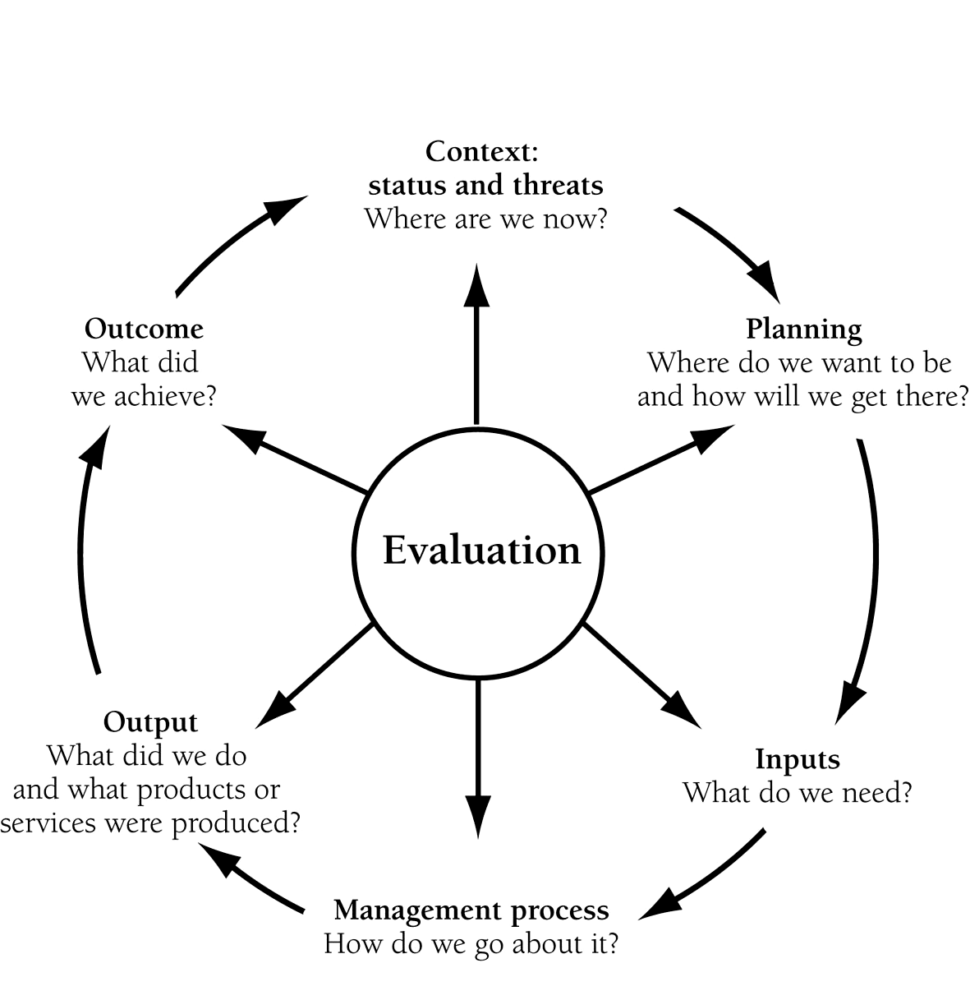 Context:
status and threats
Where are we now?
Planning
Where do we want to be
and how will we get there?
Inputs
What do we need?
Management process
How do we go about it?
Output
What did we do
and what products or
services were produced?
Outcome
What did
we achieve?
Evaluation